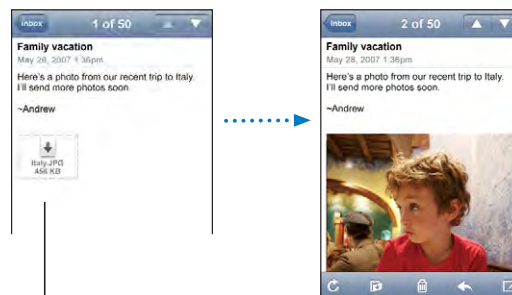 Inbox 1 of 50
Family vacation
May 28, 2007 1:36pm
Here's a photo from our recent trip to Italy.
I'll send more photos soon.
~Andrew
Italy.JPG
456 KB
Inbox 2 of 50
Family vacation
May 28, 2007 1:36pm
Here's a photo from our recent trip to Italy.
I'll send more photos soon.
~Andrew